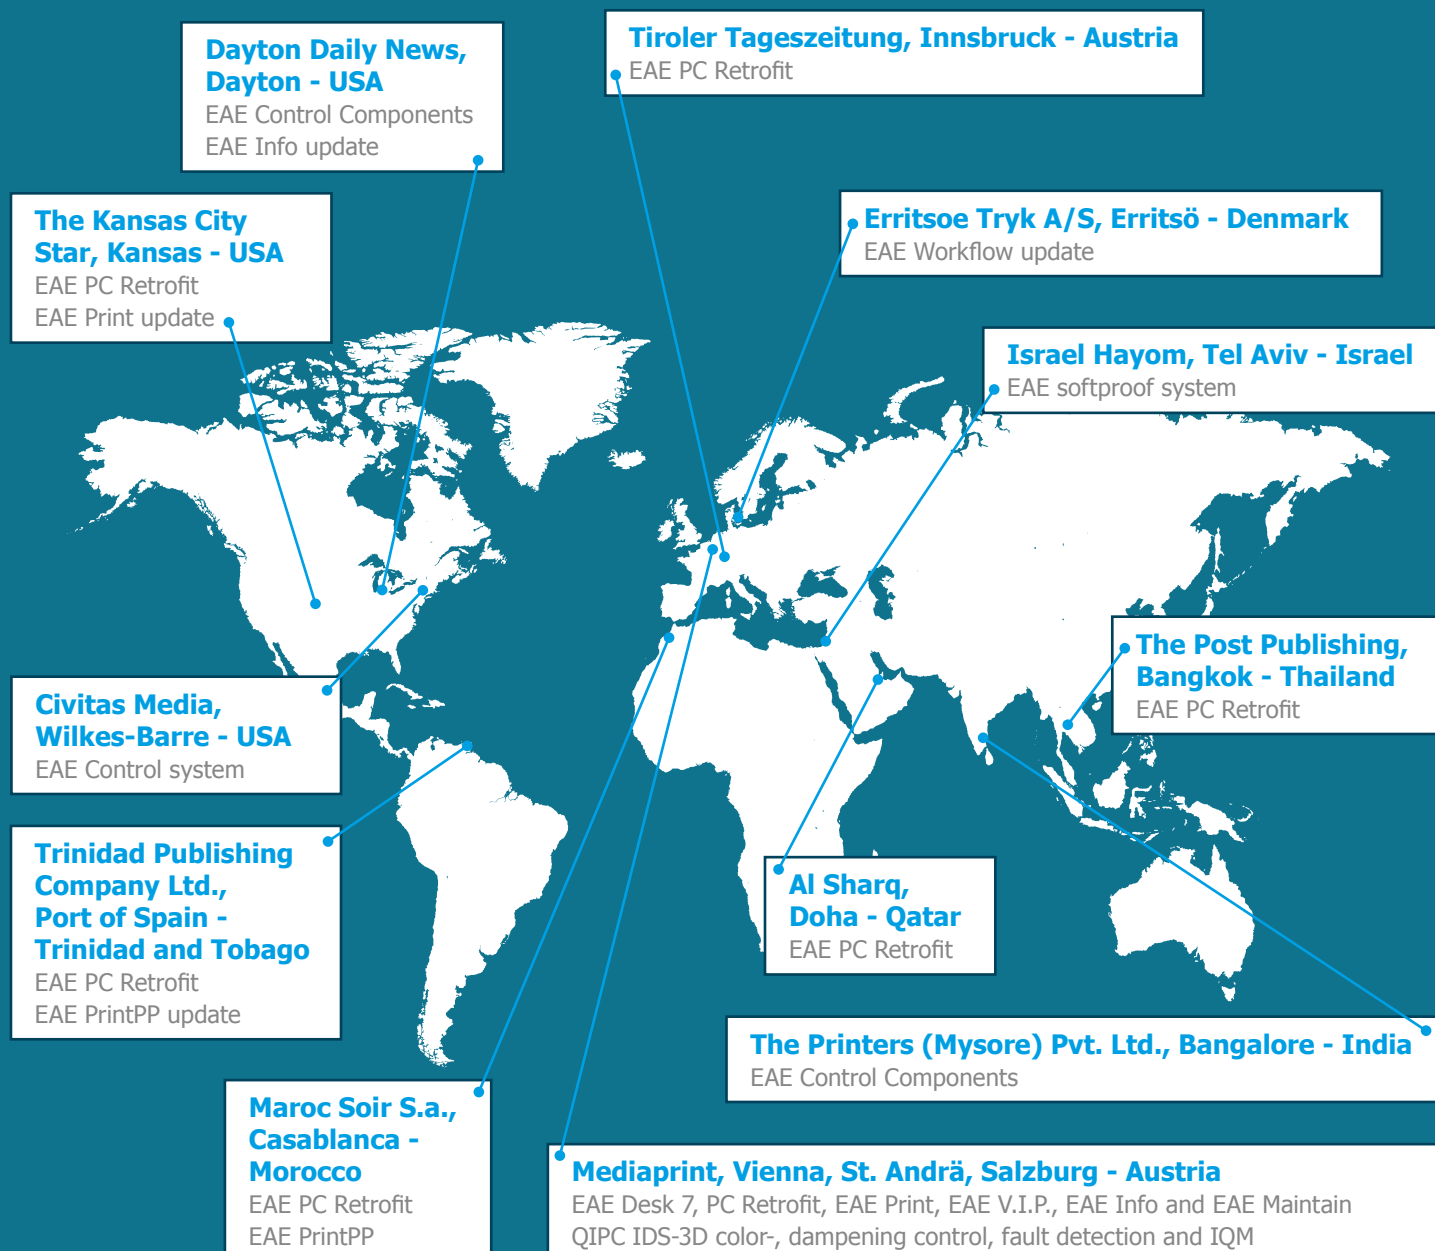 Dayton Daily News,
Dayton - USA
EAE Control Components
EAE Info update
Tiroler Tageszeitung, Innsbruck - Austria
EAE PC Retrofit
The Kansas City
Star, Kansas - USA
EAE PC Retrofit
EAE Print update
Erritsoe Tryk A/S, Erritsö - Denmark
EAE Workflow update
Israel Hayom, Tel Aviv - Israel
EAE softproof system
The Post Publishing,
Bangkok - Thailand
EAE PC Retrofit
Civitas Media,
Wilkes-Barre - USA
EAE Control system
Trinidad Publishing
Company Ltd.,
Port of Spain -
Trinidad and Tobago
EAE PC Retrofit
EAE PrintPP update
Al Sharq,
Doha - Qatar
EAE PC Retrofit
The Printers (Mysore) Pvt. Ltd., Bangalore - India
EAE Control Components
Maroc Soir S.a.,
Casablanca -
Morocco
EAE PC Retrofit
EAE PrintPP
Mediaprint, Vienna, St. Andrä, Salzburg - Austria
EAE Desk 7, PC Retrofit, EAE Print, EAE V.I.P., EAE Info and EAE Maintain
QIPC IDS-3D color-, dampening control, fault detection and IQM